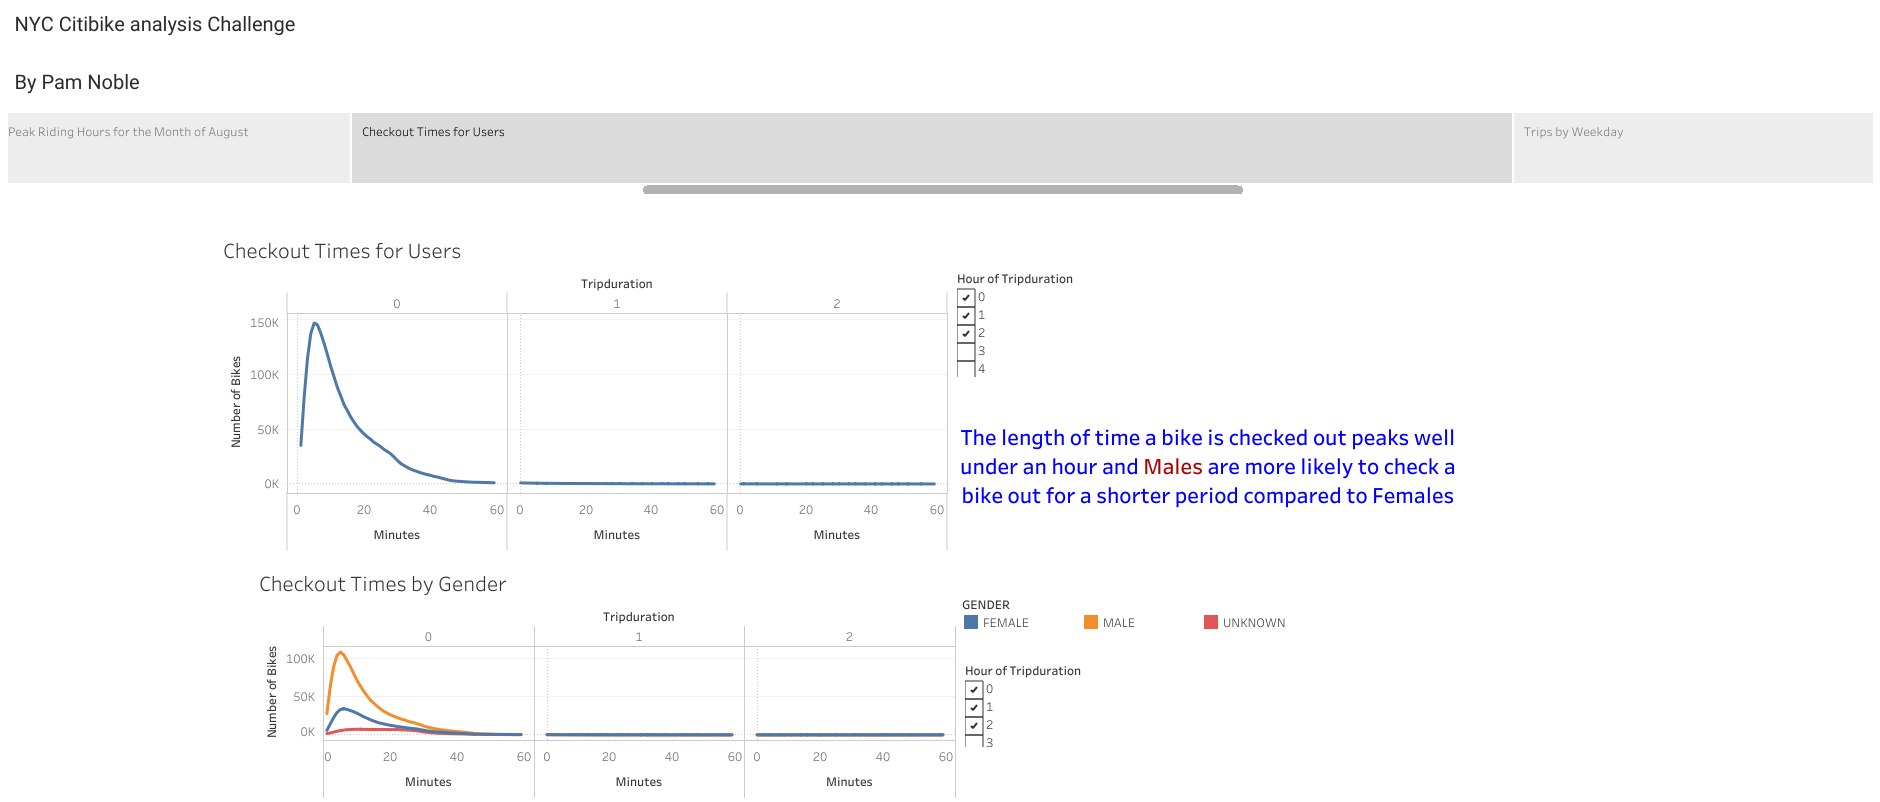 NYC Citibike analysis Challenge
By Pam Noble
Peak Riding Hours for the Month of August
Checkout Times for Users
Trips by Weekday
Checkout Times for Users
Tripduration
0 1 2
150K
100K
50K
0K
Number of Bikes
0 20 40 60 0 20 40 60 0 20 40 60
Minutes Minutes Minutes
Hour of Tripduration
0
1
2
3
4
The length of time a bike is checked out peaks well
under an hour and Males are more likely to check a
bike out for a shorter period compared to Females
Checkout Times by Gender
Tripduration
0 1 2
100K
50K
0K
Number of Bikes
0 20 40 60 0 20 40 60 0 20 40 60
Minutes Minutes Minutes
GENDER
FEMALE MALE UNKNOWN
Hour of Tripduration
0
1
2
3